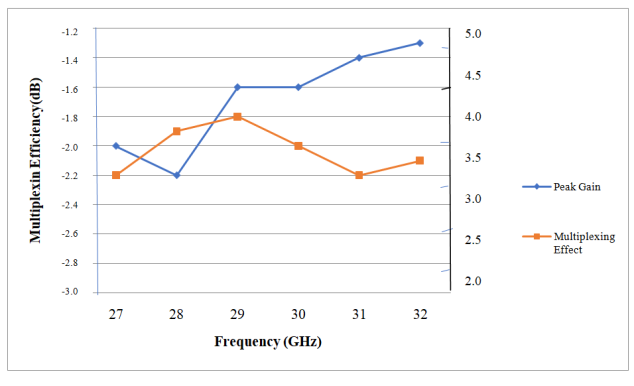 Multiplexin Efficiency(dB)
-1.2
-1.4
-1.6
-1.8
-2.0
-2.2
-2.4
-2.6
-2.8
-3.0
27 28 29 30 31 32
Frequency (GHz)
5.0
4.5
4.0
3.5
3.0
2.5
2.0
Peak Gain
Multiplexing
Effect